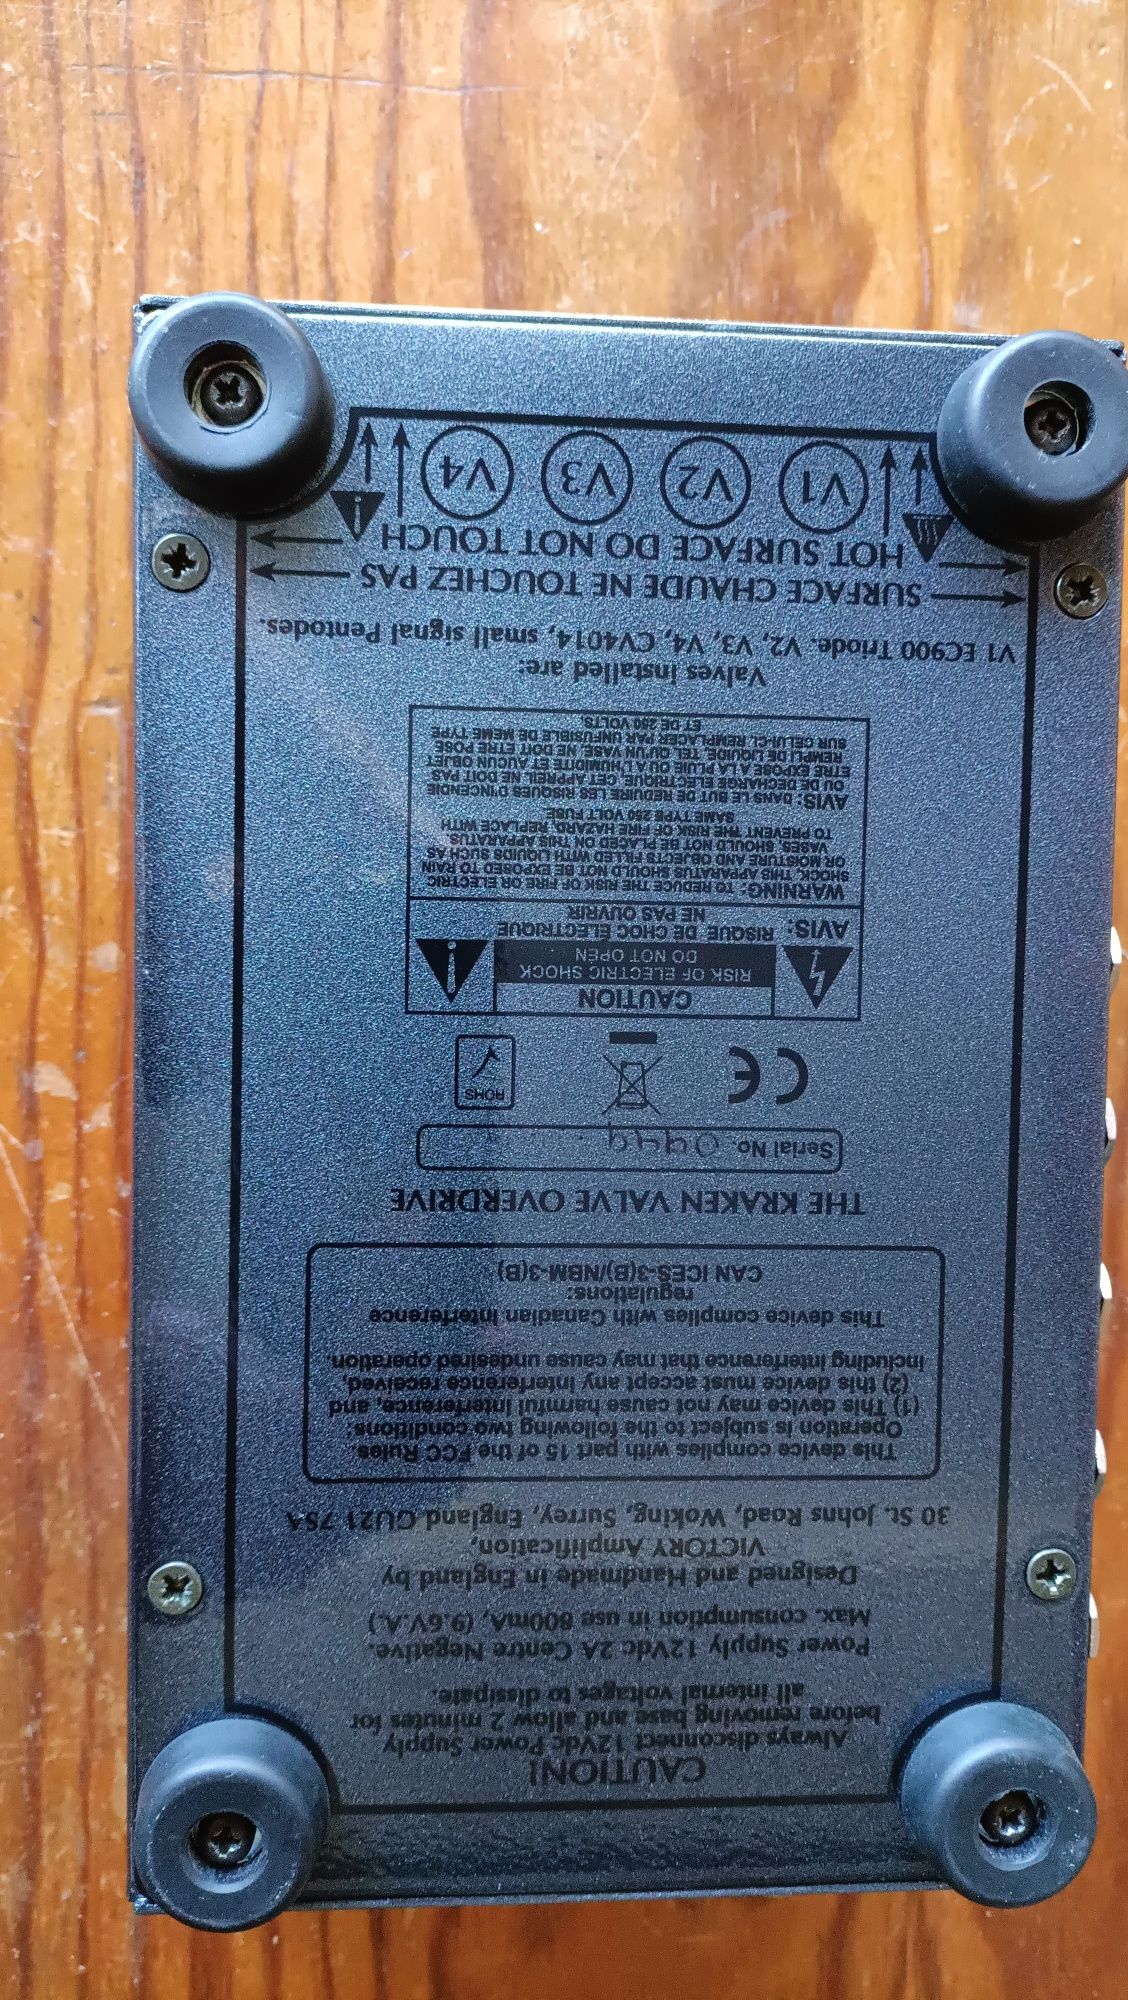 CAUTION!
Always disconnect 12Vdc Power Supply
before removing base and allow 2 minutes for
all internal voltages to dissipate.
Power Supply 12Vdc 2A Centre Negative.
Max. consumption in use 800mA, (9.6V.A.)
Designed and Handmade in England by
VICTORY Amplification,
30 St. Johns Road, Woking, Surrey, England GU21 7SA
This device complies with part 15 of the FCC Rules.
Operation is subject to the following two conditions:
(1) This device may not cause harmful interference, and
(2) this device must accept any interference received,
including interference that may cause undesired operation.
This device complies with Canadian Interference
regulations:
CAN ICES-3(B)/NBM-3(B)
THE KRAKEN VALVE OVERDRIVE
Serial No. 0449
CE
ROHS
CAUTION
RISK OF ELECTRIC SHOCK
DO NOT OPEN
AVIS: RISQUE DE CHOC ÉLECTRIQUE
NE PAS OUVRIR
WARNING: TO REDUCE THE RISK OF FIRE OR ELECTRIC
SHOCK, THIS APPARATUS SHOULD NOT BE EXPOSED TO RAIN
OR MOISTURE AND OBJECTS FILLED WITH LIQUIDS SUCH AS
VASES, SHOULD NOT BE PLACED ON THIS APPARATUS.
TO PREVENT THE RISK OF FIRE HAZARD, REPLACE WITH
SAME TYPE 250 VOLT FUSE
AVIS: DANS LE BUT DE REDUIRE LES RISQUES D'INCENDIE
OU DE DECHARGE ELECTRIQUE, CET APPAREIL NE DOIT PAS
ETRE EXPOSE A LA PLUIE OU A L'HUMIDITE ET AUCUN OBJET
REMPLI DE LIQUIDE, TEL QU'UN VASE, NE DOIT ETRE POSE
SUR CELUI-CI. REMPLACER PAR UNFUSIBLE DE MEME TYPE
ET DE 250 VOLTS.
Valves installed are:
V1 EC900 Triode. V2, V3, V4, CV4014, small signal Pentodes.
SURFACE CHAUDE NE TOUCHEZ PAS
HOT SURFACE DO NOT TOUCH
V1 V2 V3 V4